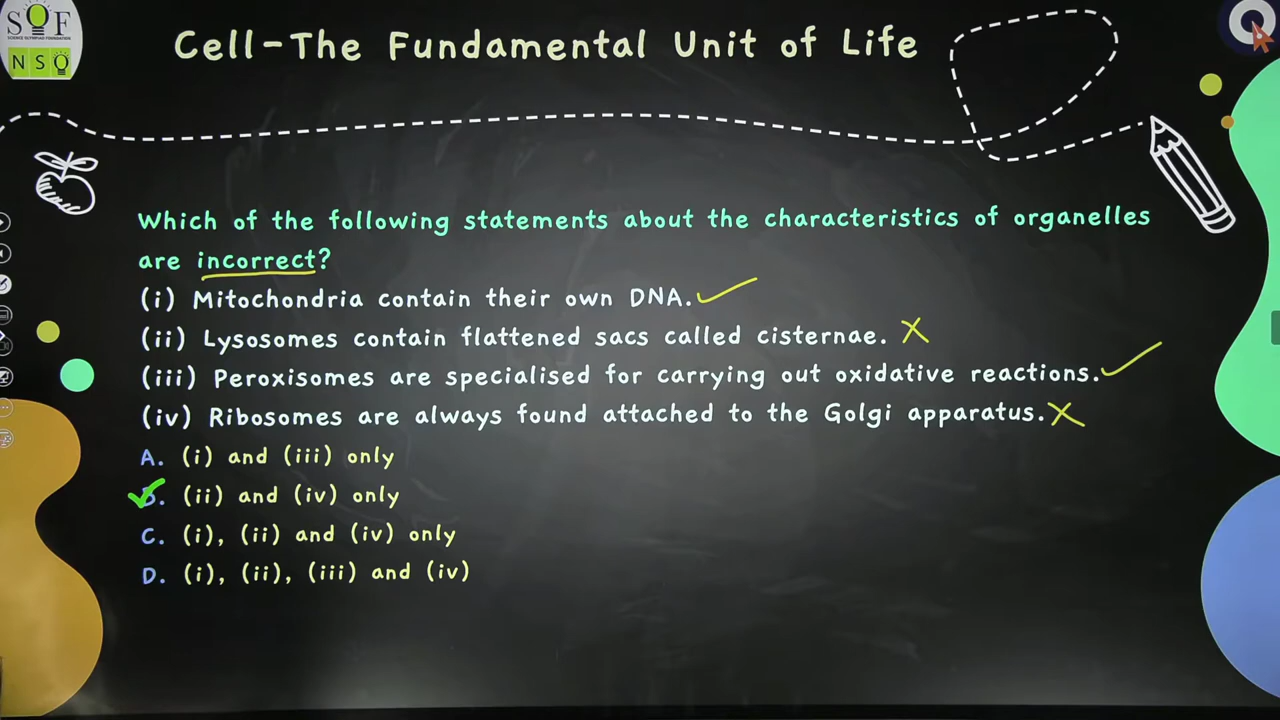 SOF
SCIENCE OLYMPIAD FOUNDATION
NSO
Cell-The Fundamental Unit of Life
Which of the following statements about the characteristics of organelles
are incorrect?
(i) Mitochondria contain their own DNA.
(ii) Lysosomes contain flattened sacs called cisternae.
(iii) Peroxisomes are specialised for carrying out oxidative reactions.
(iv) Ribosomes are always found attached to the Golgi apparatus.
A. (i) and (iii) only
B. (ii) and (iv) only
C. (i), (ii) and (iv) only
D. (i), (ii), (iii) and (iv)